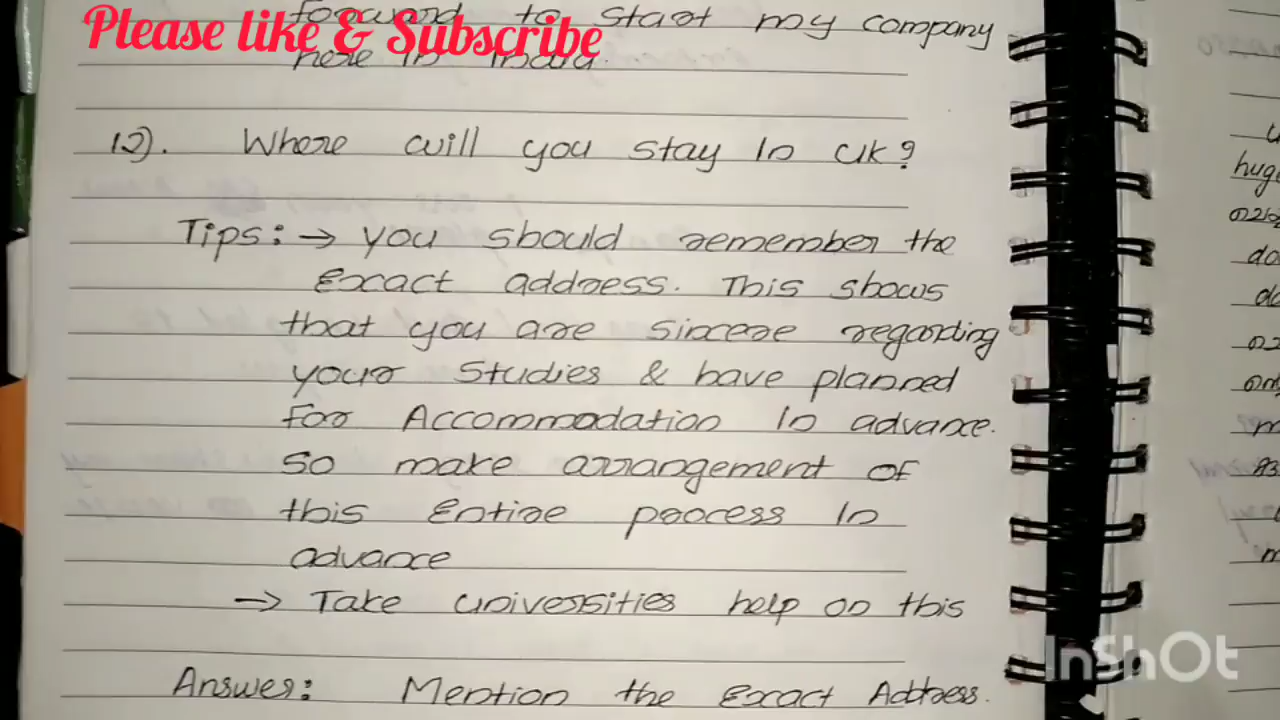 forward to start my company
Please like & Subscribe
here in India.
12). Where will you stay in UK?
Tips: → you should remember the
Exact address. This shows
that you are sincere regarding
your Studies & have planned
for Accommodation in advance.
So make arrangement of
this Entire process in
advance
→ Take universities help on this
Answer: Mention the Exact Address.
huge
InShOt